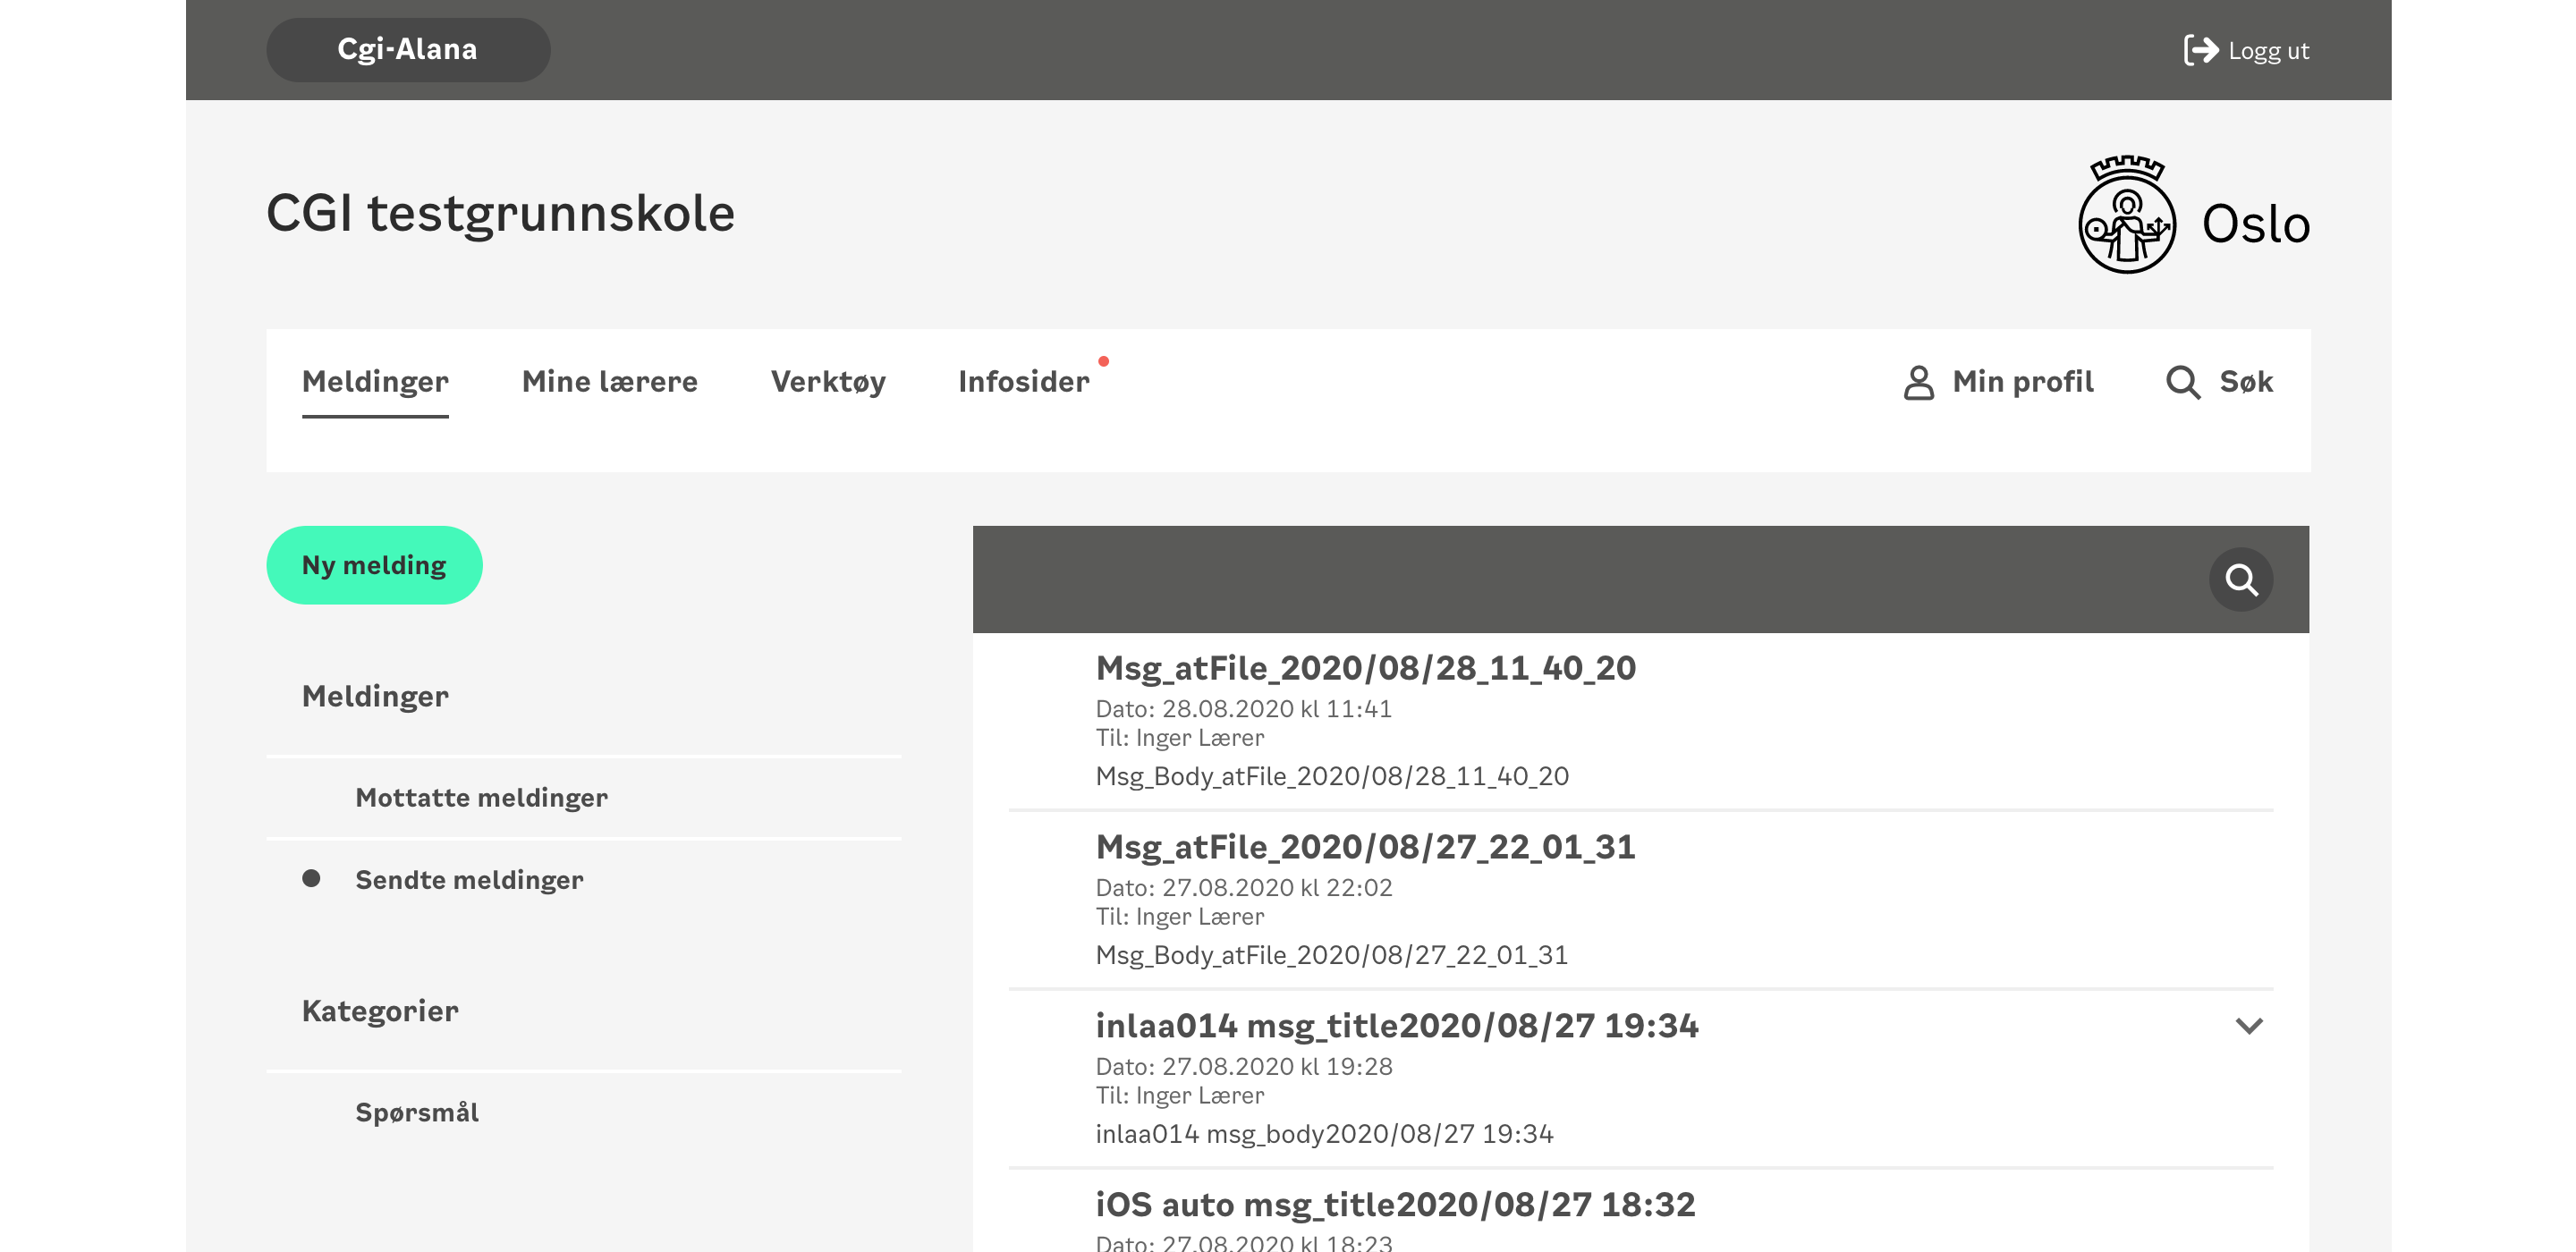 Cgi-Alana
Logg ut
CGI testgrunnskole
Oslo
Meldinger
Mine lærere
Verktøy
Infosider
Min profil
Søk
Ny melding
Meldinger
Mottatte meldinger
Sendte meldinger
Kategorier
Spørsmål
Msg_atFile_2020/08/28_11_40_20
Dato: 28.08.2020 kl 11:41
Til: Inger Lærer
Msg_Body_atFile_2020/08/28_11_40_20
Msg_atFile_2020/08/27_22_01_31
Dato: 27.08.2020 kl 22:02
Til: Inger Lærer
Msg_Body_atFile_2020/08/27_22_01_31
inlaa014 msg_title2020/08/27 19:34
Dato: 27.08.2020 kl 19:28
Til: Inger Lærer
inlaa014 msg_body2020/08/27 19:34
iOS auto msg_title2020/08/27 18:32
Dato: 27.08.2020 kl 18:23